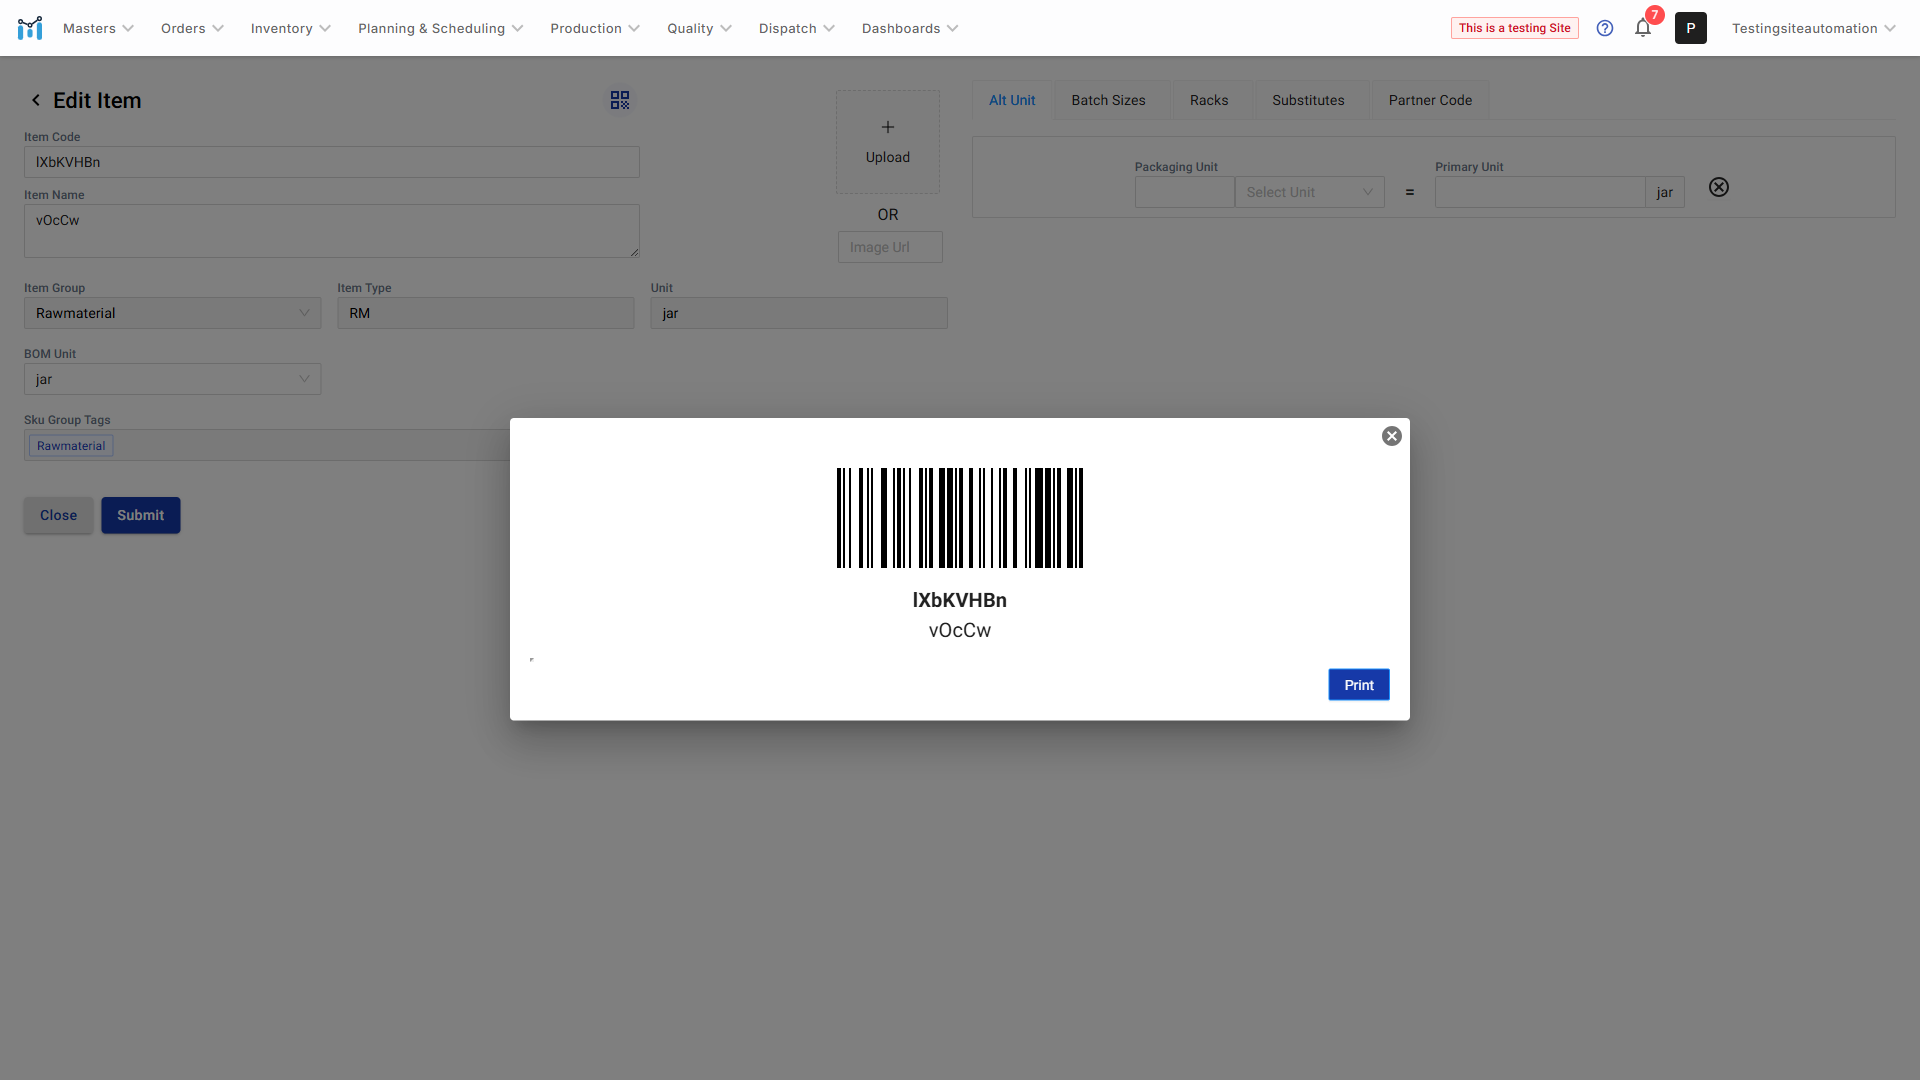 Masters
Orders
Inventory
Planning & Scheduling
Production
Quality
Dispatch
Dashboards
This is a testing Site
7
P
Testingsiteautomation
Edit Item
Item Code
lXbKVHBn
Item Name
vOcCw
Item Group
Rawmaterial
Item Type
RM
Unit
jar
BOM Unit
jar
Sku Group Tags
Rawmaterial
Close
Submit
+
Upload
OR
Image Url
Alt Unit
Batch Sizes
Racks
Substitutes
Partner Code
Packaging Unit
Select Unit
=
Primary Unit
jar
lXbKVHBn
vOcCw
Print